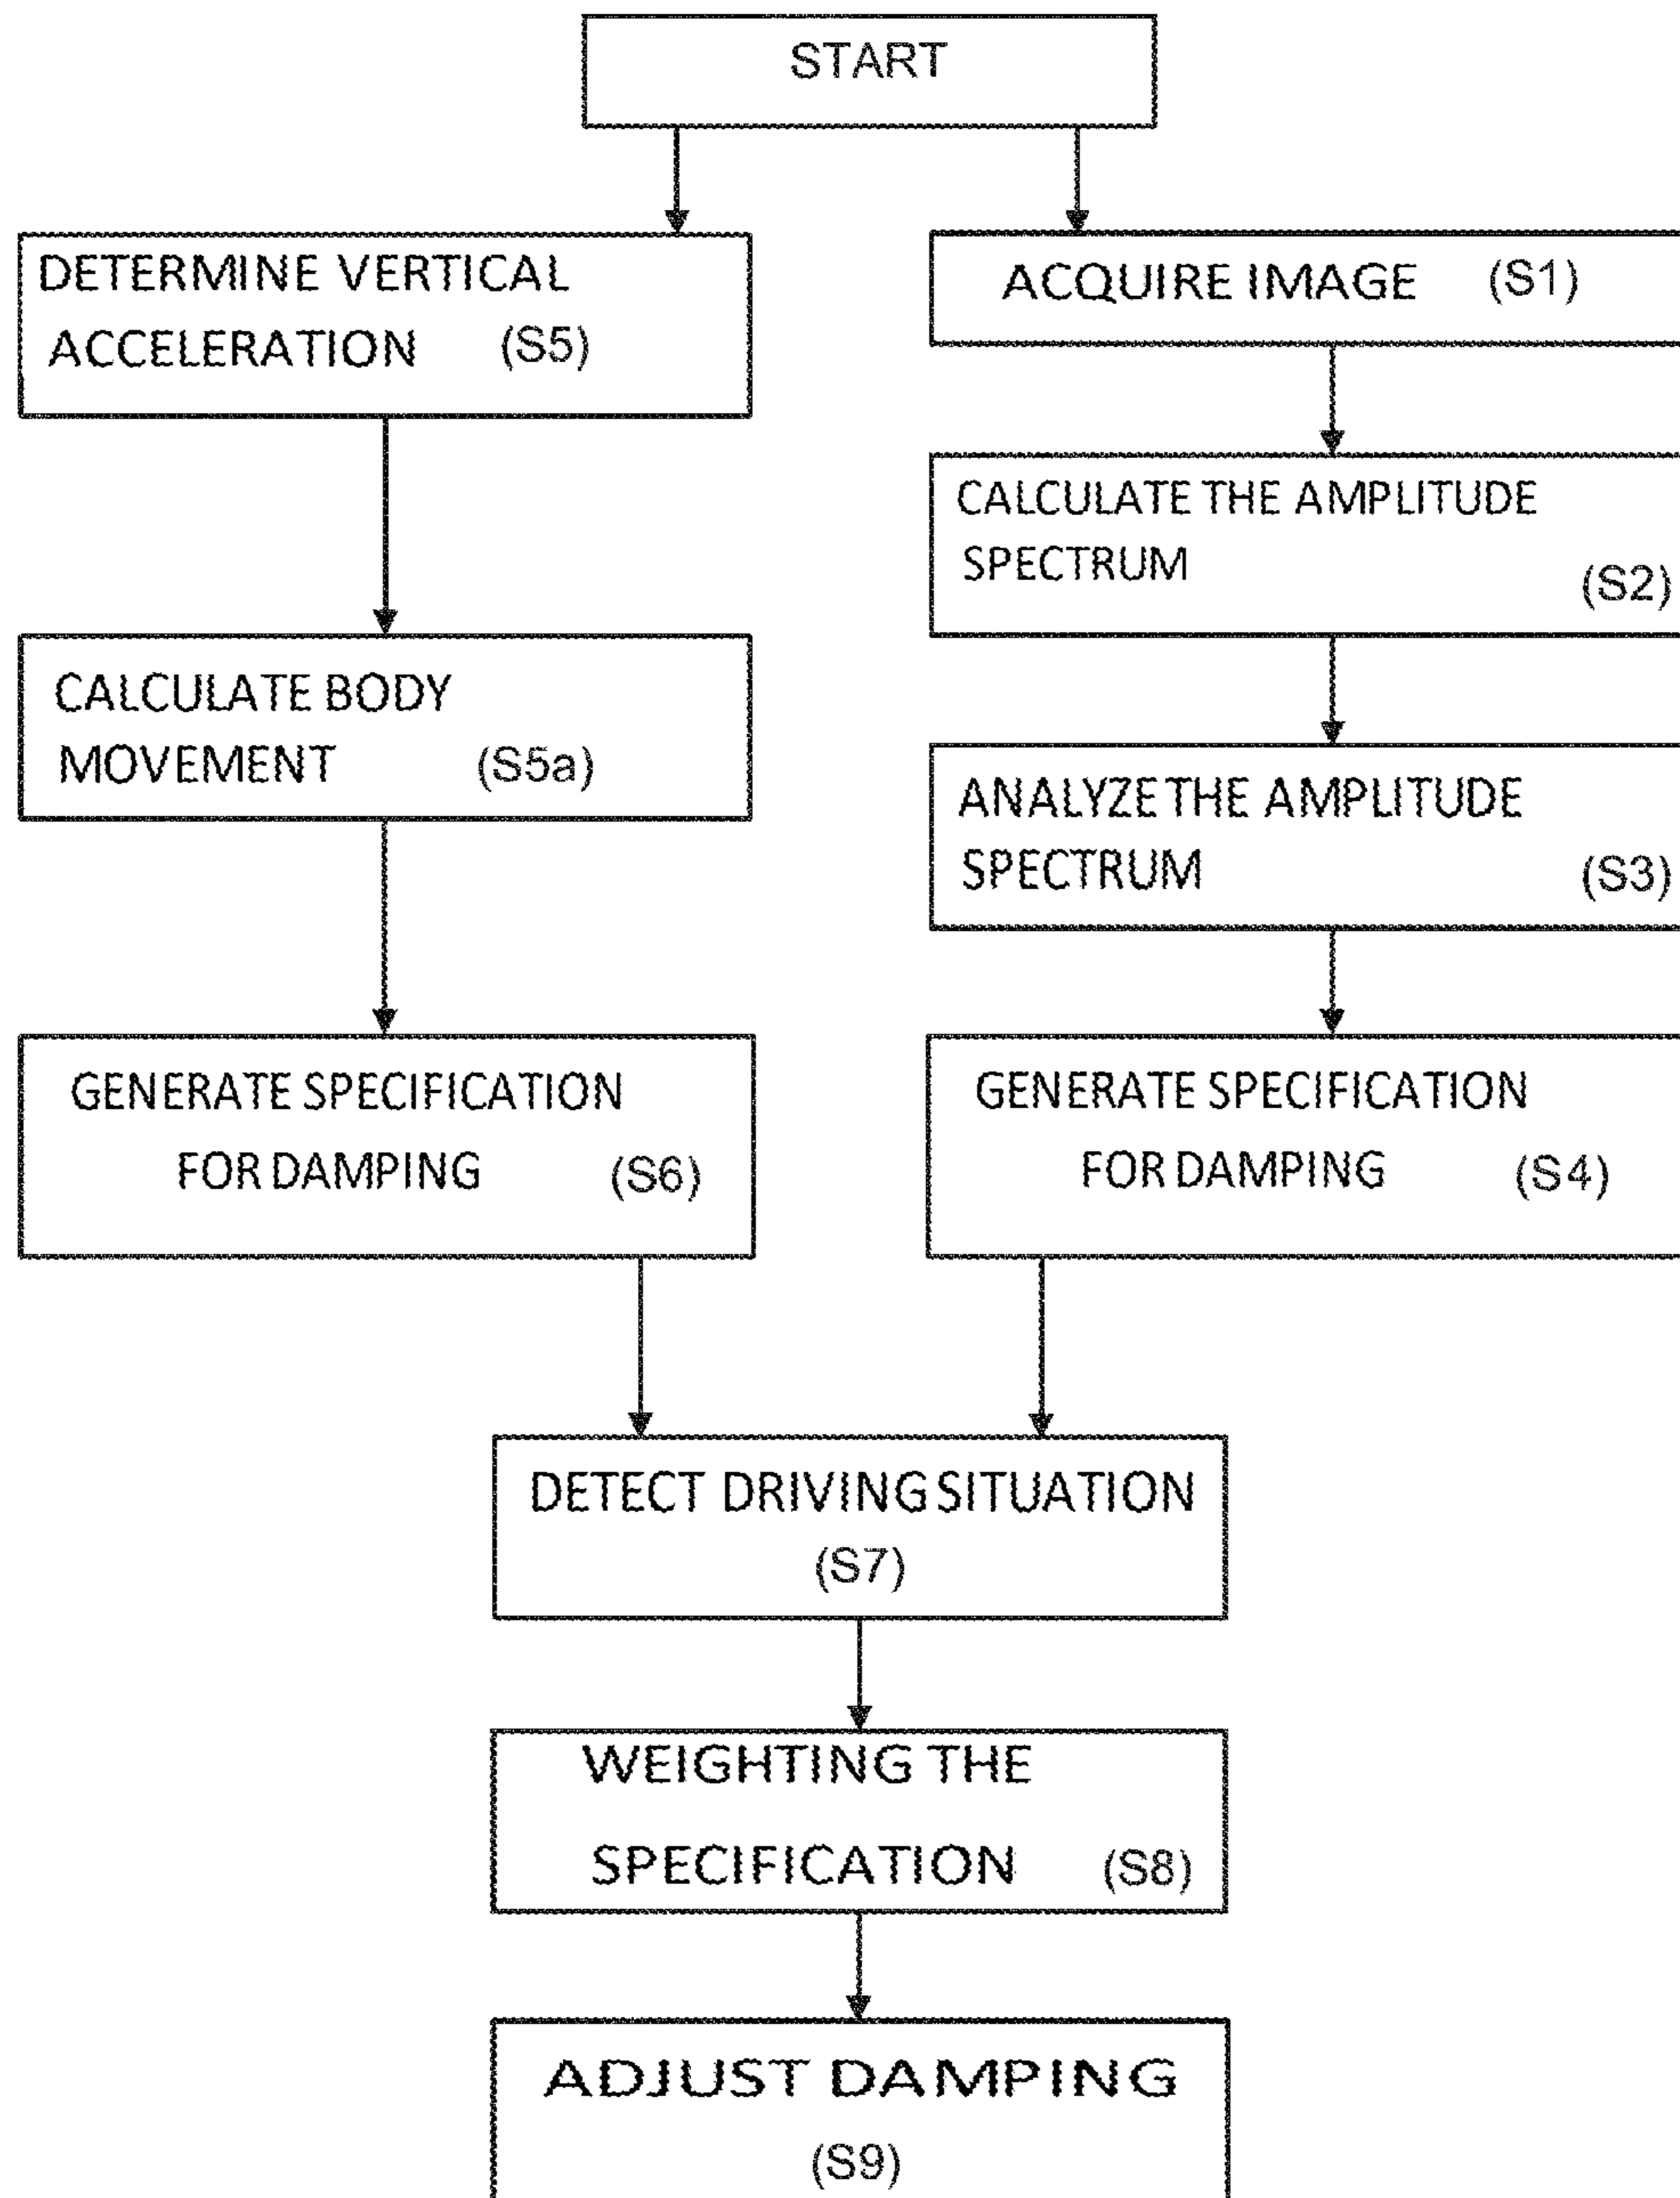 START
DETERMINE VERTICAL
ACCELERATION (S5)
ACQUIRE IMAGE (S1)
CALCULATE THE AMPLITUDE
SPECTRUM (S2)
CALCULATE BODY
MOVEMENT (S5a)
ANALYZE THE AMPLITUDE
SPECTRUM (S3)
GENERATE SPECIFICATION
FOR DAMPING (S6)
GENERATE SPECIFICATION
FOR DAMPING (S4)
DETECT DRIVING SITUATION
(S7)
WEIGHTING THE
SPECIFICATION (S8)
ADJUST DAMPING
(S9)